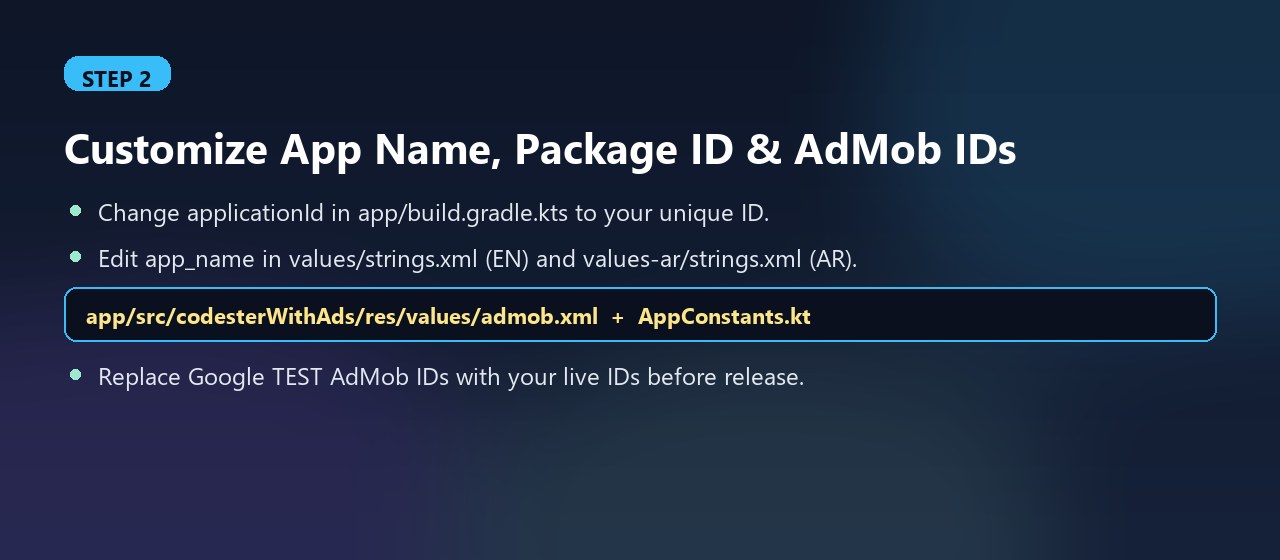 STEP 2
Customize App Name, Package ID & AdMob IDs
Change applicationId in app/build.gradle.kts to your unique ID.
Edit app_name in values/strings.xml (EN) and values-ar/strings.xml (AR).
app/src/codesterWithAds/res/values/admob.xml + AppConstants.kt
Replace Google TEST AdMob IDs with your live IDs before release.